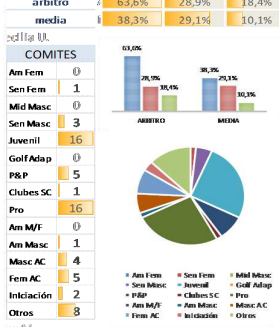 arbitro 63,6% 28,9% 18,4%
media 38,3% 29,1% 10,1%
COMITES
Am Fem 0
Sen Fem 1
Mid Masc 0
Sen Masc 3
Juvenil 16
Golf Adap 0
P&P 5
Clubes SC 1
Pro 16
Am M/F 0
Am Masc 1
Masc AC 4
Fem AC 5
Iniciación 2
Otros 8
63,6%
28,9%
18,4%
38,3%
29,1%
10,1%
ARBITRO MEDIA
Am Fem Sen Fem Mid Masc
Sen Masc Juvenil Golf Adap
P&P Clubes SC Pro
Am M/F Am Masc Masc AC
Fem AC Iniciación Otros